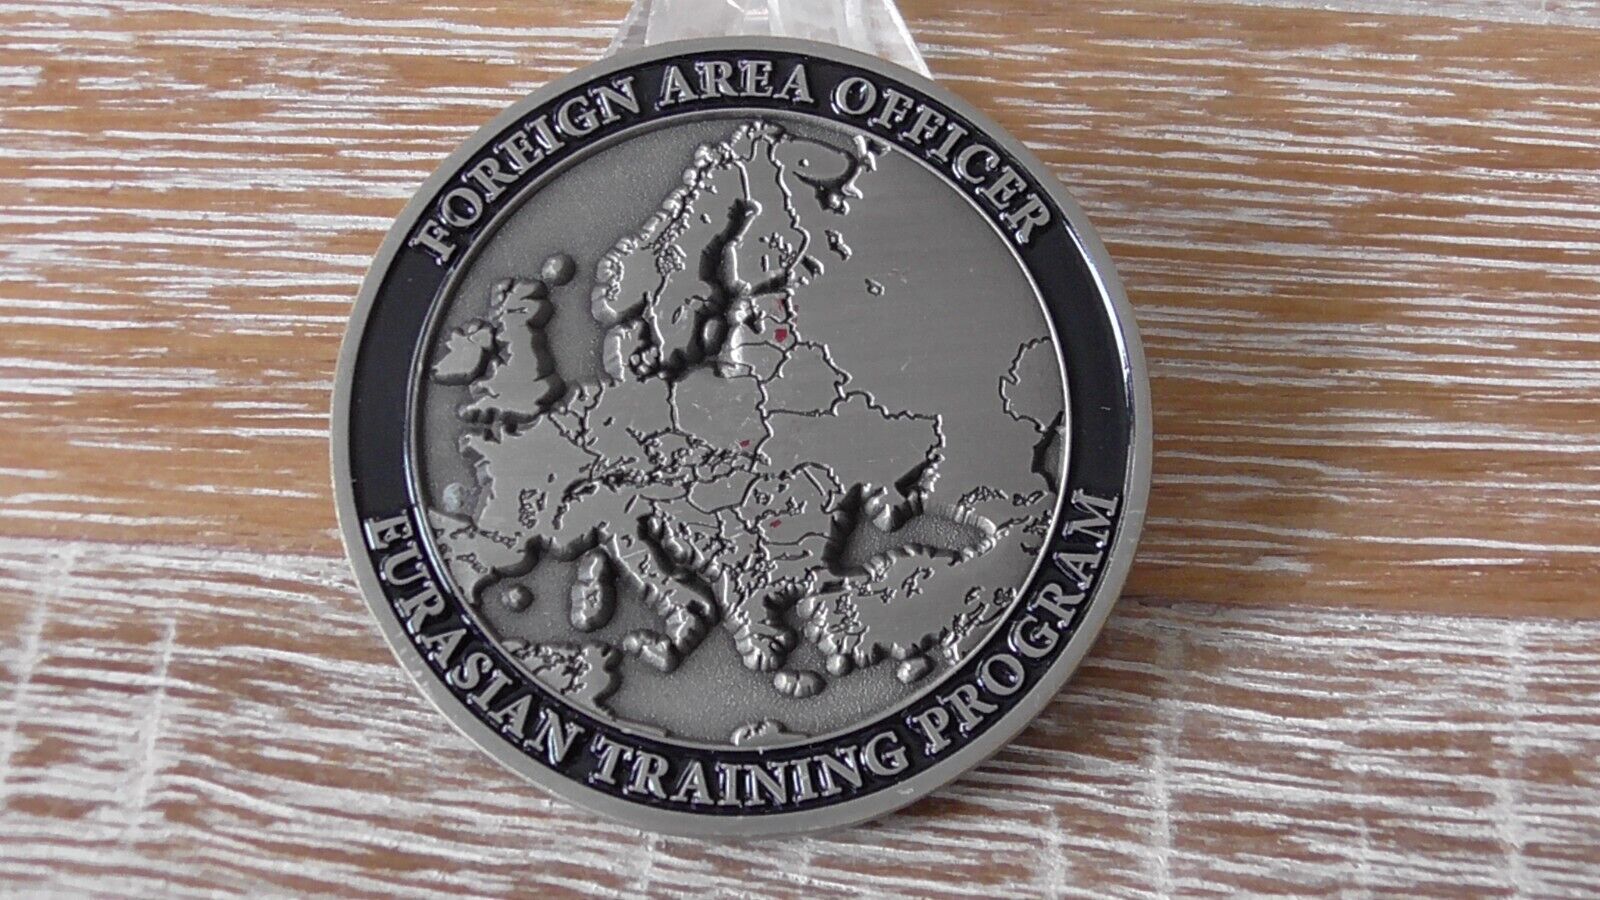 FOREIGN AREA OFFICER
EURASIAN TRAINING PROGRAM